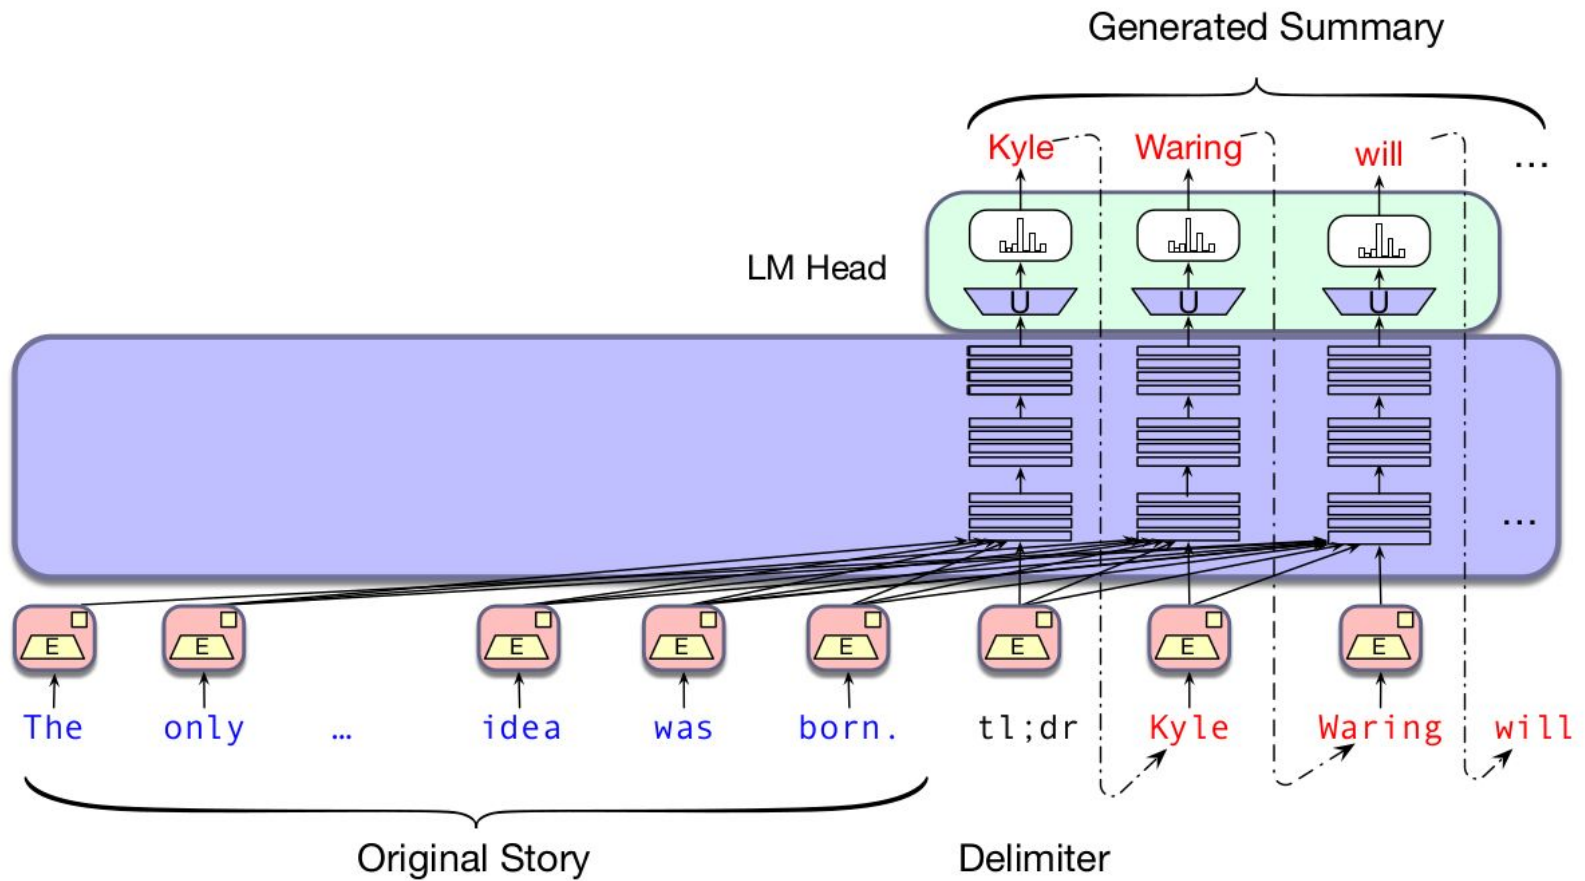 Generated Summary
Kyle Waring will ...
LM Head
U U U
...
E E E E E E E E
The only ... idea was born. tl;dr Kyle Waring will
Original Story Delimiter